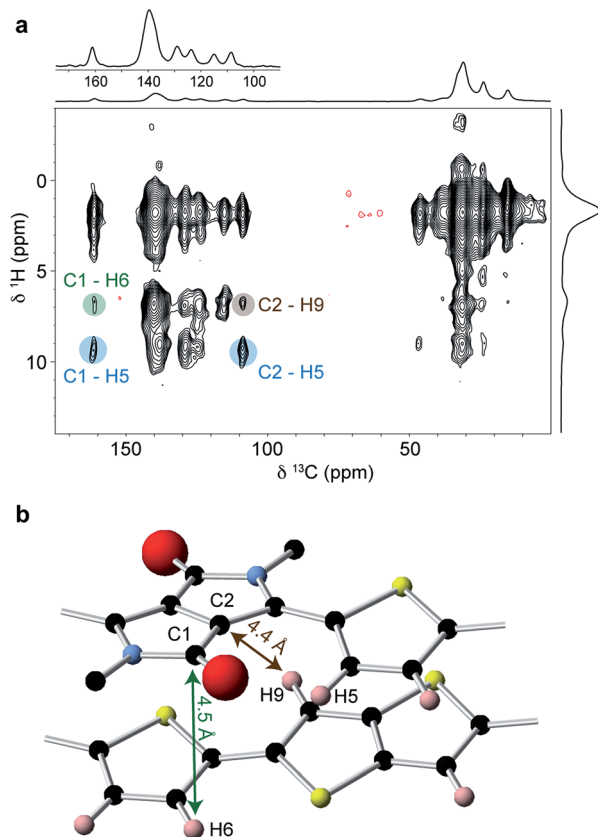 a
160 140 120 100
δ ¹H (ppm)
0
5
10
C1 - H6
C2 - H9
C1 - H5
C2 - H5
150 100 50
δ ¹³C (ppm)
b
C2
C1
4.4 Å
4.5 Å
H9
H5
H6